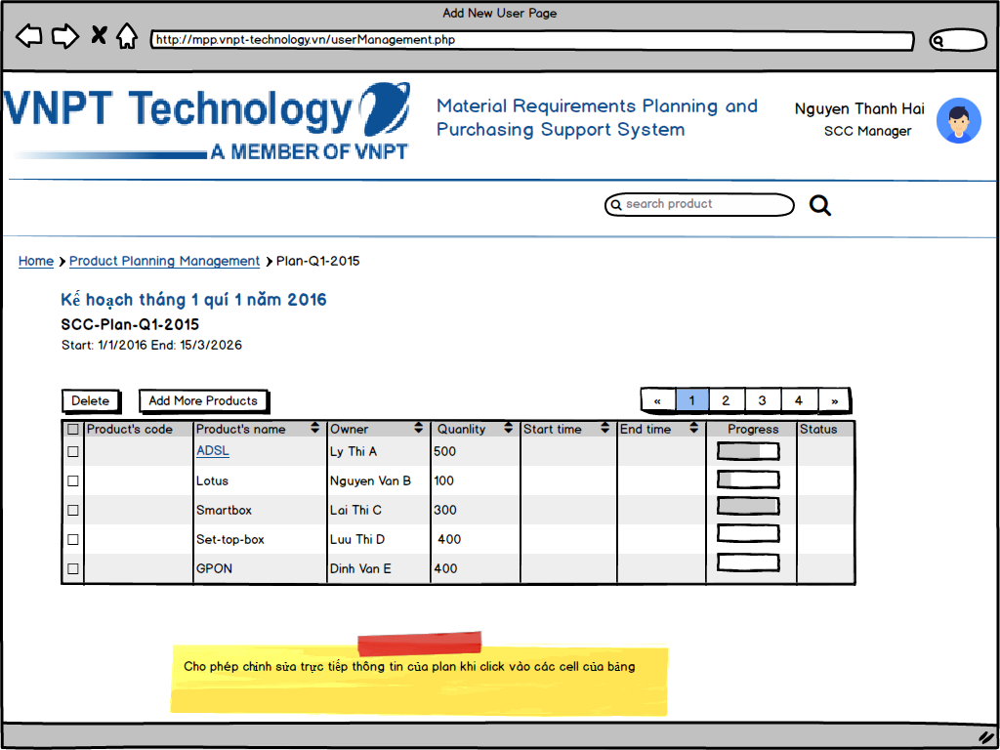 Add New User Page
http://mpp.vnpt-technology.vn/userManagement.php
VNPT Technology
A MEMBER OF VNPT
Material Requirements Planning and
Purchasing Support System
Nguyen Thanh Hai
SCC Manager
search product
Home Product Planning Management Plan-Q1-2015
Kế hoạch tháng 1 quí 1 năm 2016
SCC-Plan-Q1-2015
Start: 1/1/2016 End: 15/3/2026
Delete Add More Products « 1 2 3 4 »
Product's code Product's name Owner Quanlity Start time End time Progress Status
ADSL Ly Thi A 500
Lotus Nguyen Van B 100
Smartbox Lai Thi C 300
Set-top-box Luu Thi D 400
GPON Dinh Van E 400
Cho phép chỉnh sửa trực tiếp thông tin của plan khi click vào các cell của bảng